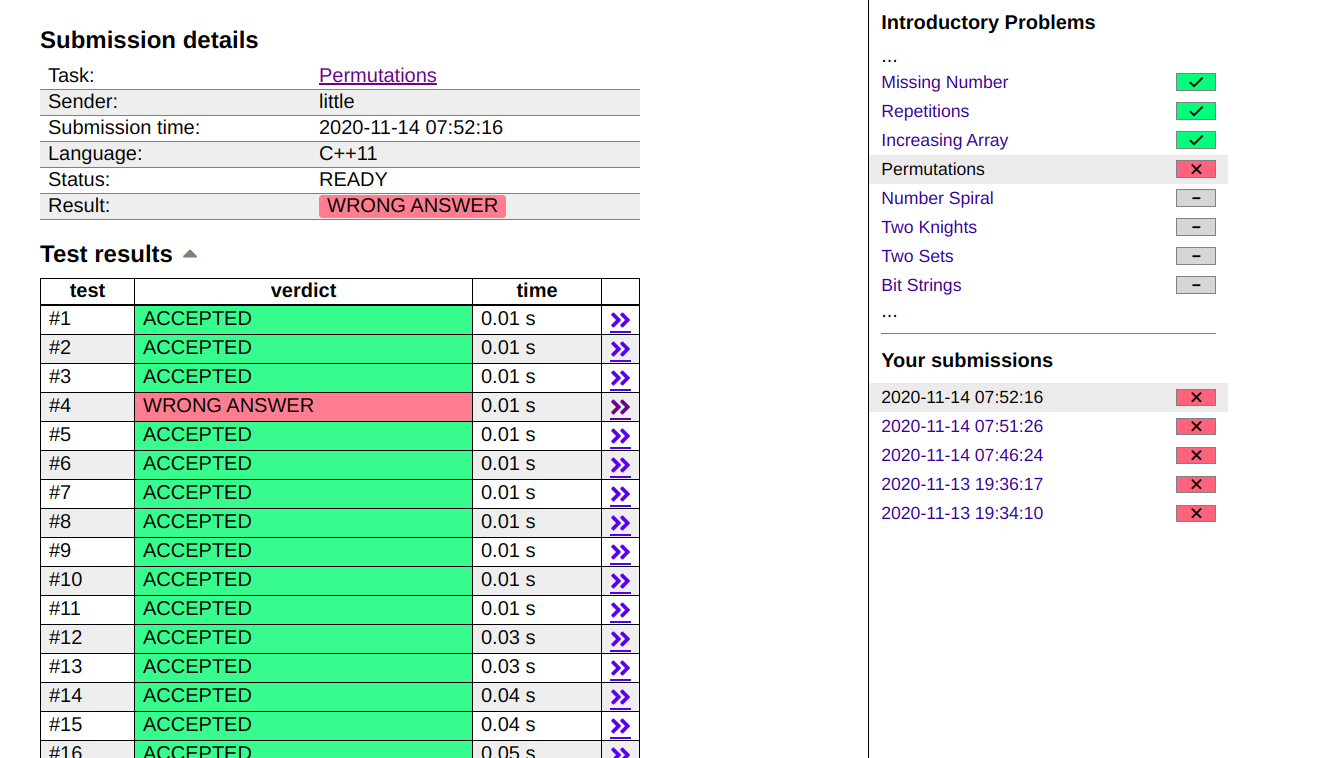 Submission details
Task: Permutations
Sender: little
Submission time: 2020-11-14 07:52:16
Language: C++11
Status: READY
Result: WRONG ANSWER
Test results
test verdict time
#1 ACCEPTED 0.01 s
#2 ACCEPTED 0.01 s
#3 ACCEPTED 0.01 s
#4 WRONG ANSWER 0.01 s
#5 ACCEPTED 0.01 s
#6 ACCEPTED 0.01 s
#7 ACCEPTED 0.01 s
#8 ACCEPTED 0.01 s
#9 ACCEPTED 0.01 s
#10 ACCEPTED 0.01 s
#11 ACCEPTED 0.01 s
#12 ACCEPTED 0.03 s
#13 ACCEPTED 0.03 s
#14 ACCEPTED 0.04 s
#15 ACCEPTED 0.04 s
#16 ACCEPTED 0.05 s
Introductory Problems
...
Missing Number
Repetitions
Increasing Array
Permutations
Number Spiral
Two Knights
Two Sets
Bit Strings
...
Your submissions
2020-11-14 07:52:16
2020-11-14 07:51:26
2020-11-14 07:46:24
2020-11-13 19:36:17
2020-11-13 19:34:10